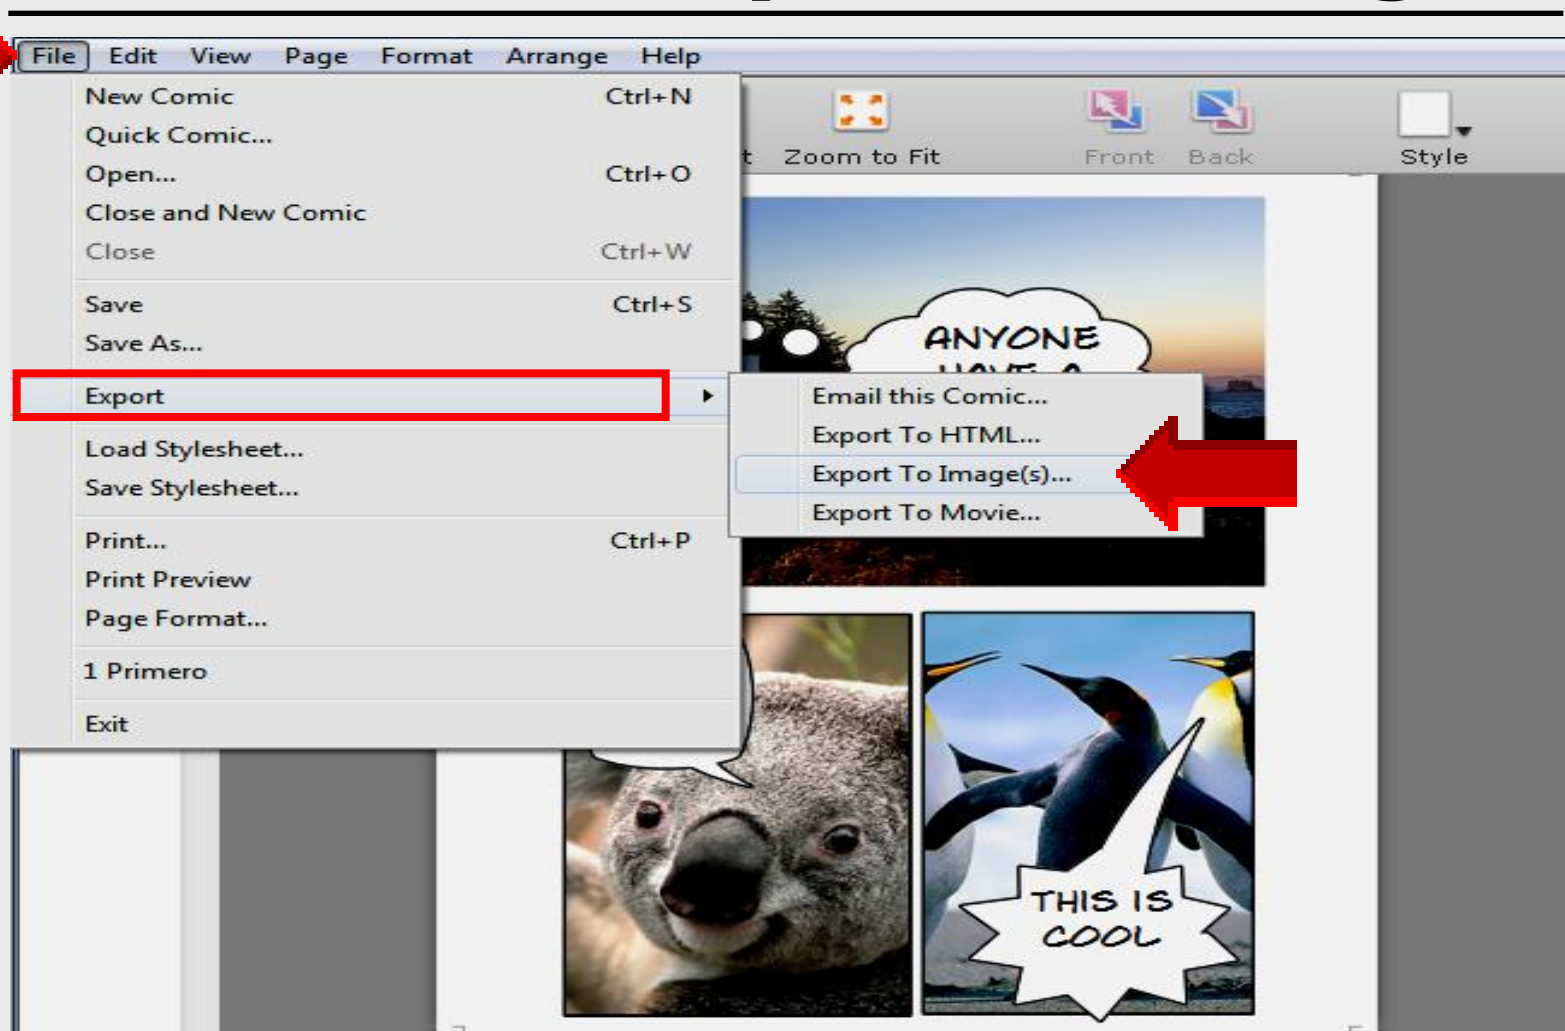 File Edit View Page Format Arrange Help
New Comic Ctrl+N
Quick Comic...
Open... Ctrl+O
Close and New Comic
Close Ctrl+W
Save Ctrl+S
Save As...
Export
Load Stylesheet...
Save Stylesheet...
Print... Ctrl+P
Print Preview
Page Format...
1 Primero
Exit
Email this Comic...
Export To HTML...
Export To Image(s)...
Export To Movie...
Zoom to Fit
Front Back
Style
ANYONE
HAVE A
THIS IS
COOL